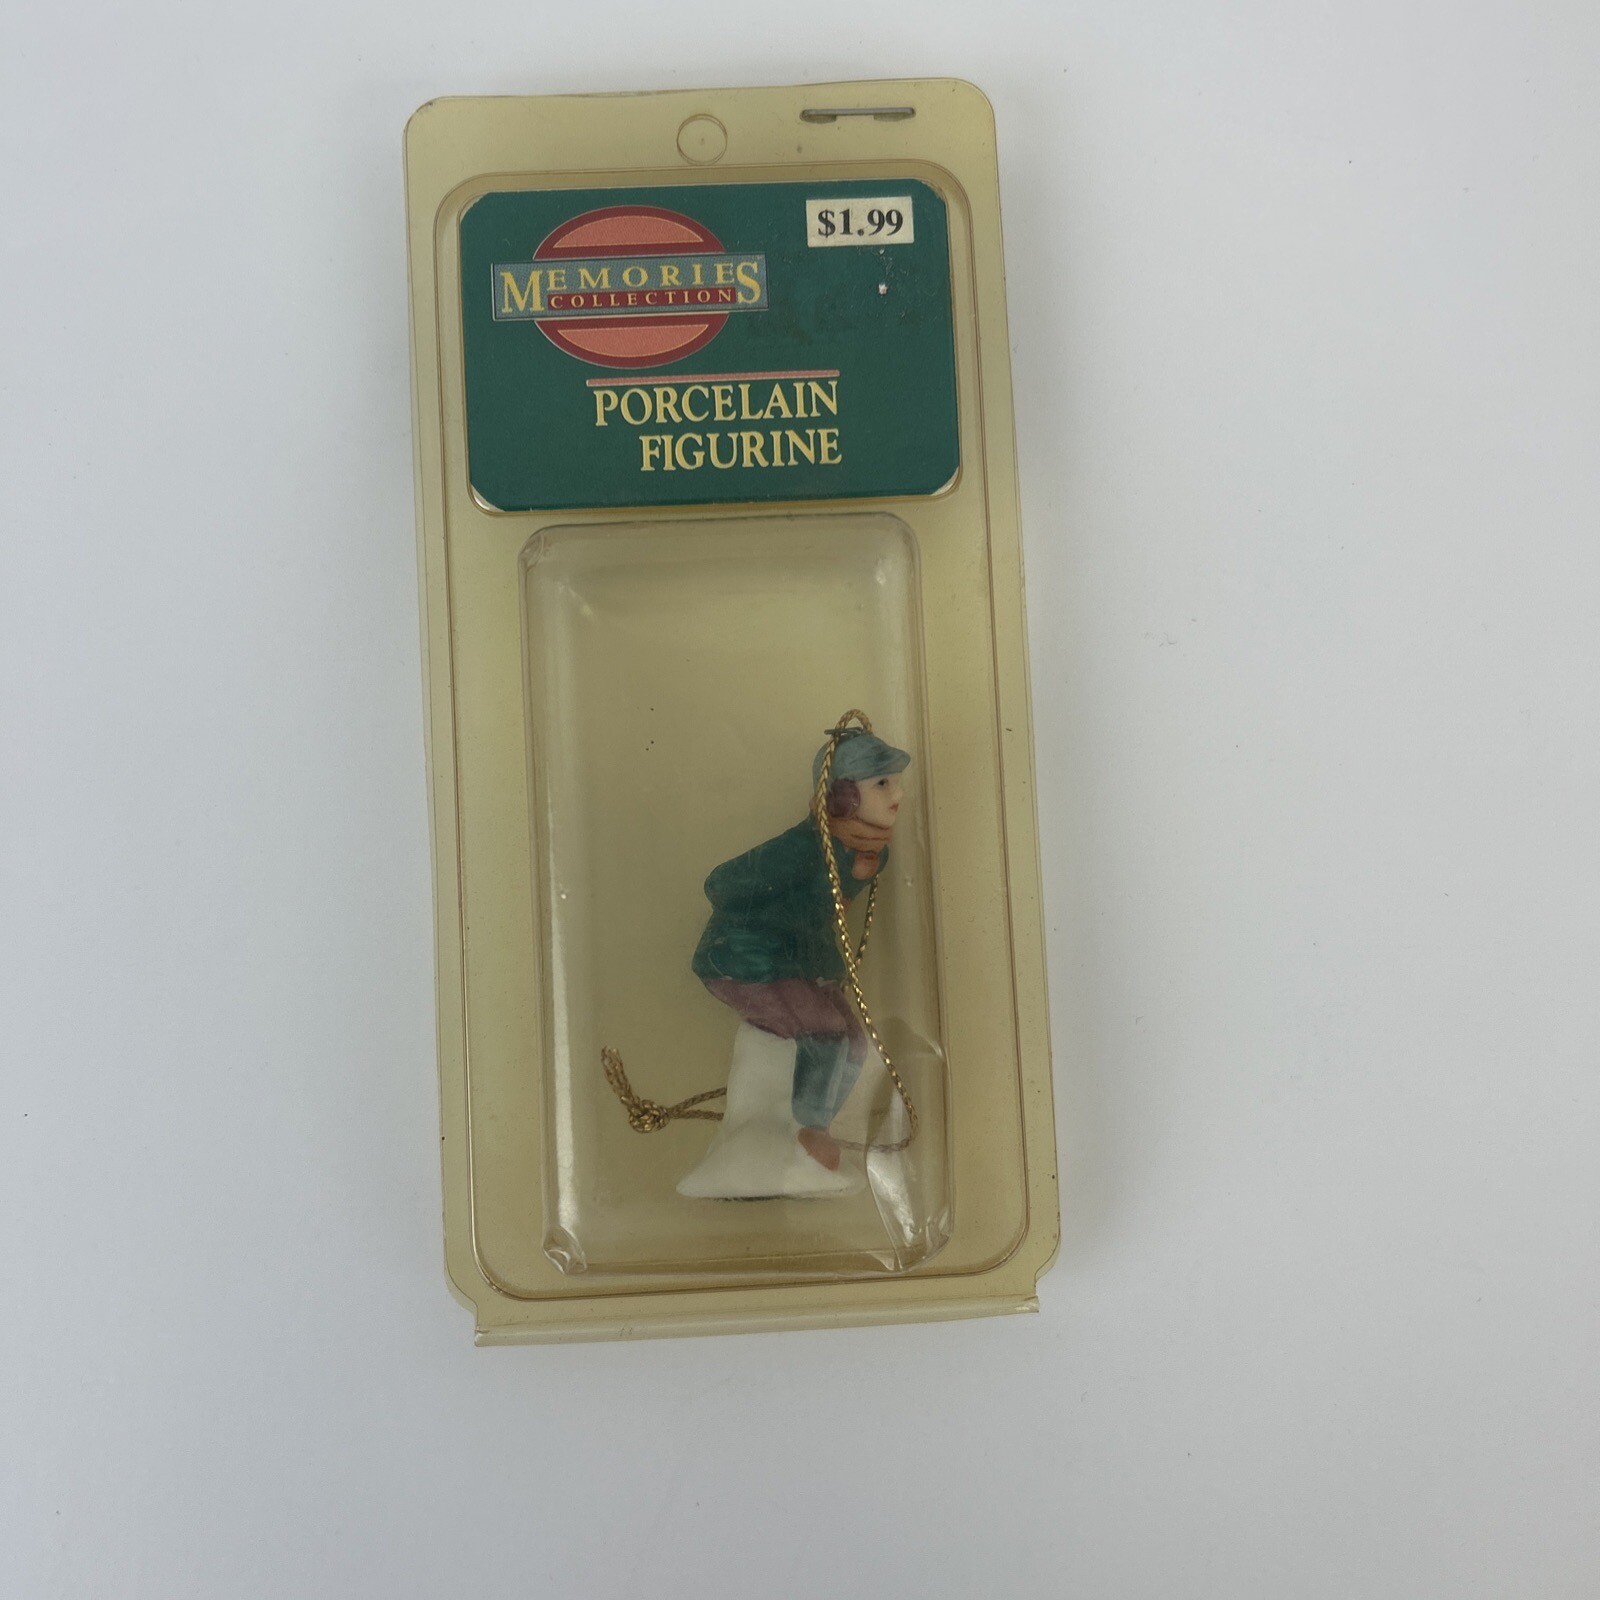 $1.99
MEMORIES
COLLECTION
PORCELAIN
FIGURINE